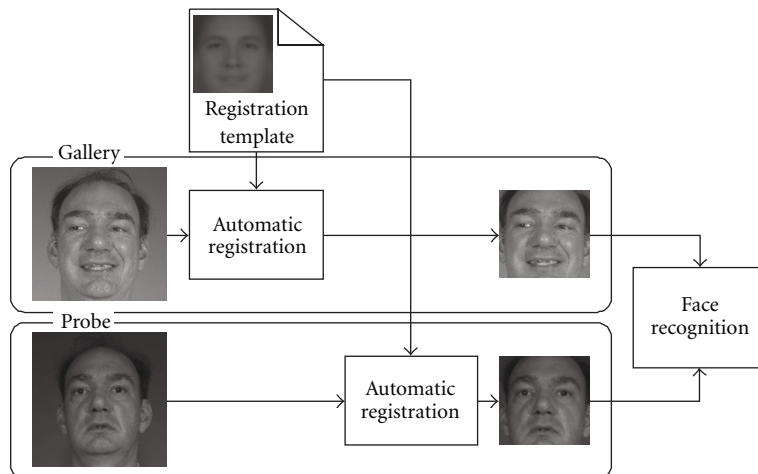 Registration
template
Gallery
Automatic
registration
Face
recognition
Probe
Automatic
registration